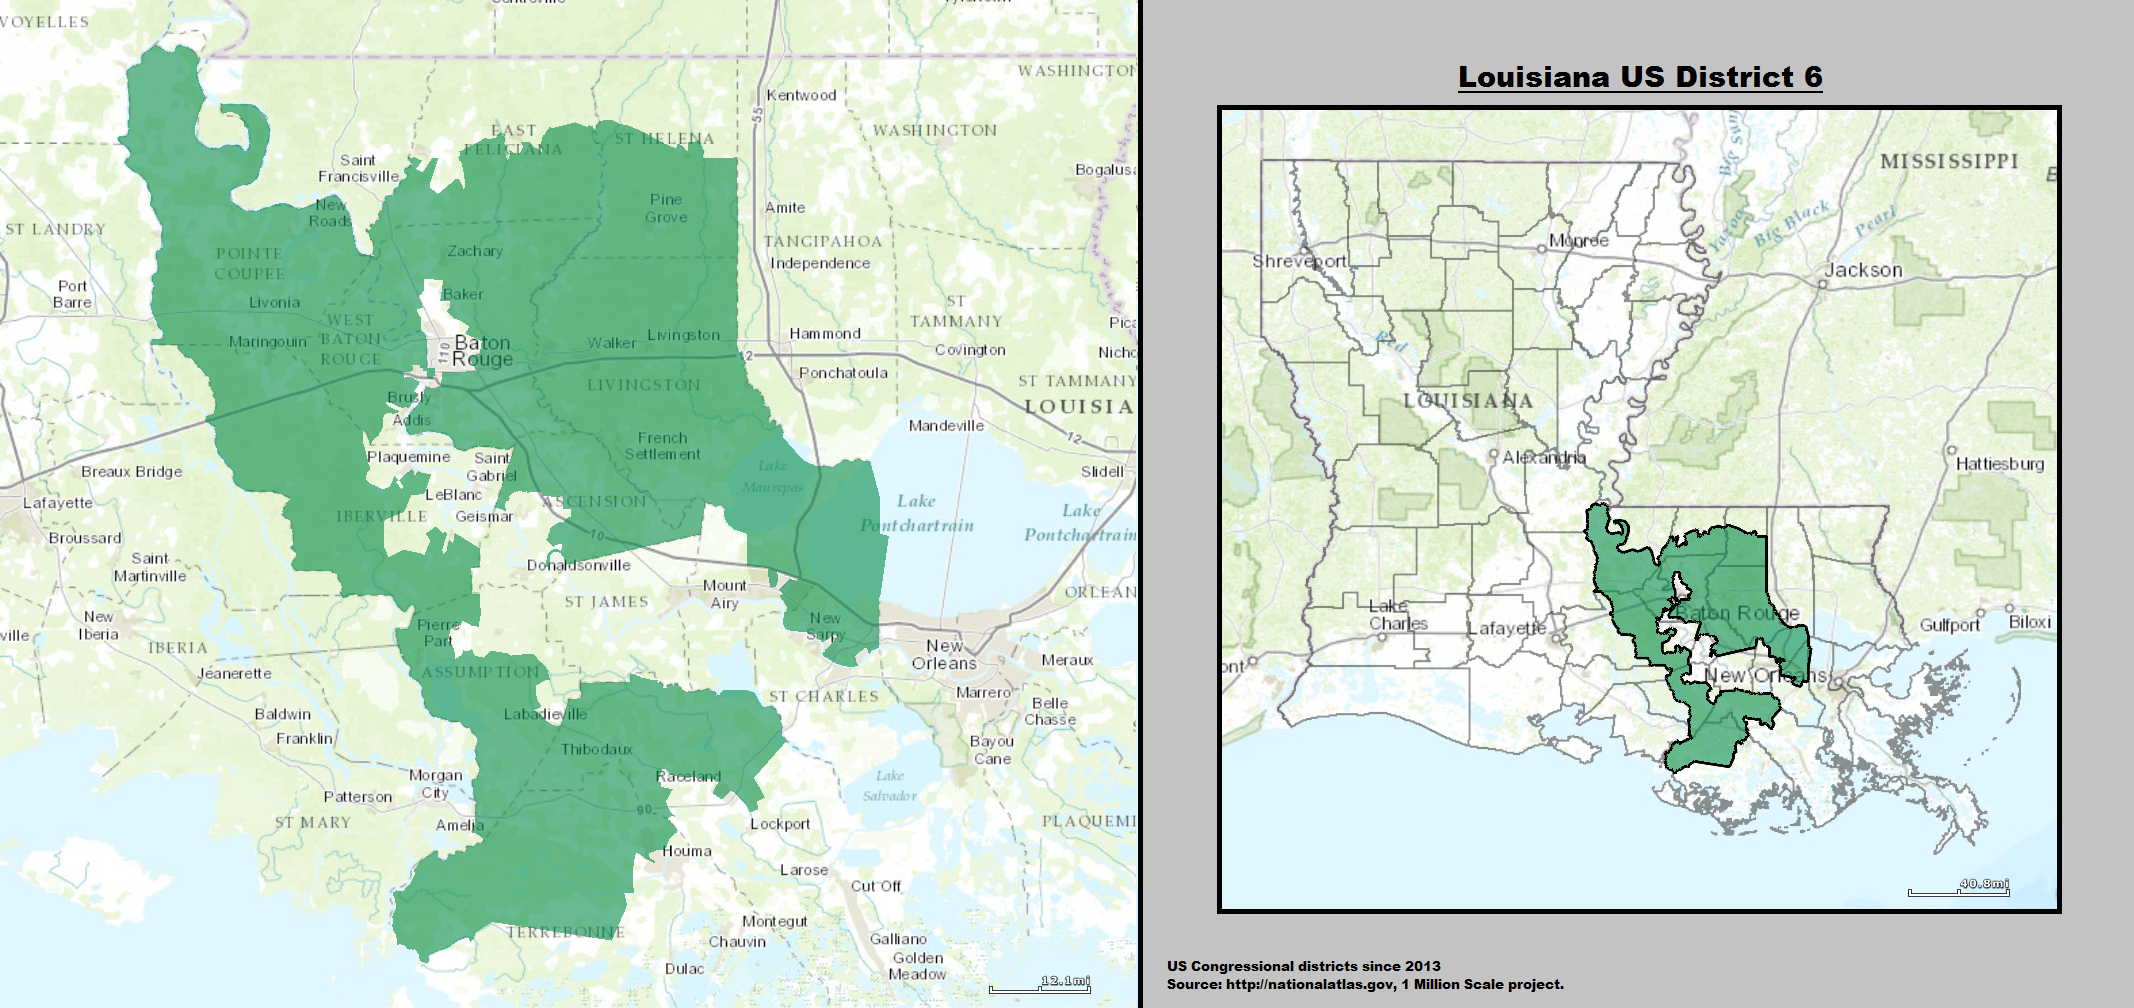 VOYELLES
Centreville
Tylertown
WASHINGTON
Kentwood
55
WASHINGTON
EAST
FELICIANA
ST HELENA
Saint
Francisville
Bogalusa
New
Roads
Pine
Grove
Amite
ST LANDRY
TANGIPAHOA
Independence
POINTE
COUPEE
Zachary
Port
Barre
Livonia
Baker
ST
TAMMANY
WEST
BATON
ROUGE
Maringouin
110
Baton
Rouge
Walker
Livingston
Hammond
Pica
12
Covington
Nicho
Ponchatoula
LIVINGSTON
ST TAMMANY
LOUISIA
Brusly
Addis
Mandeville
12
French
Settlement
Plaquemine
Saint
Gabriel
Breaux Bridge
Lake
Maurepas
Slidell
LeBlanc
Lafayette
ASCENSION
Lake
Pontchartrain
Lake
Pontchartrain
IBERVILLE
Geismar
Broussard
10
Saint
Martinville
Donaldsonville
Mount
Airy
ORLEAN
ST JAMES
New
Iberia
ville
Pierre
Part
New
Sarpy
New
Orleans
IBERIA
Meraux
Jeanerette
ASSUMPTION
ST CHARLES
Marrero
Belle
Chasse
Baldwin
Labadieville
Franklin
Thibodaux
Bayou
Cane
Morgan
City
Raceland
Lake
Salvador
Patterson
90
ST MARY
Amelia
Lockport
PLAQUEMI
Houma
Larose
Cut Off
Montegut
TERREBONNE
Chauvin
Galliano
Golden
Meadow
Dulac
12.1mi
Louisiana US District 6
Big Sun
MISSISSIPPI
Yazoo
Big Black
Pearl
Monroe
Shreveport
Jackson
Red
LOUISIANA
Alexandria
Hattiesburg
Lake
Charles
Lafayette
Baton Rouge
Gulfport
Biloxi
ont
New Orleans
40.8mi
US Congressional districts since 2013
Source: http://nationalatlas.gov, 1 Million Scale project.